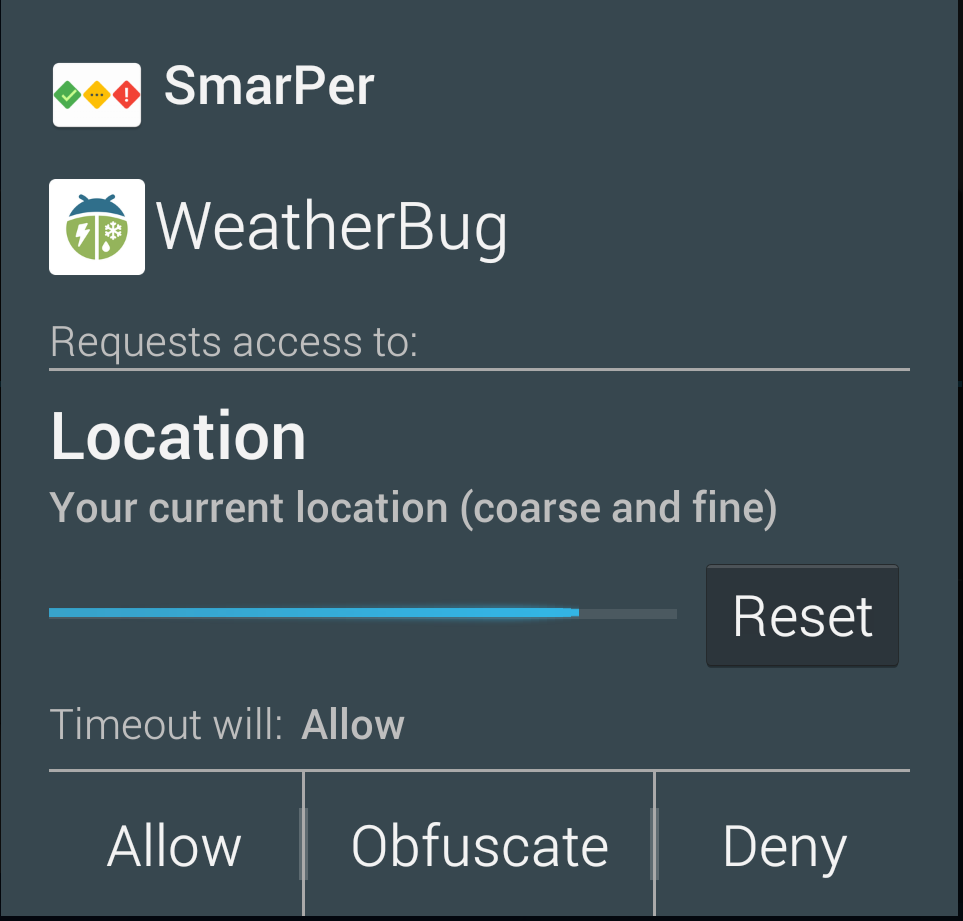 SmarPer
WeatherBug
Requests access to:
Location
Your current location (coarse and fine)
Reset
Timeout will: Allow
Allow
Obfuscate
Deny